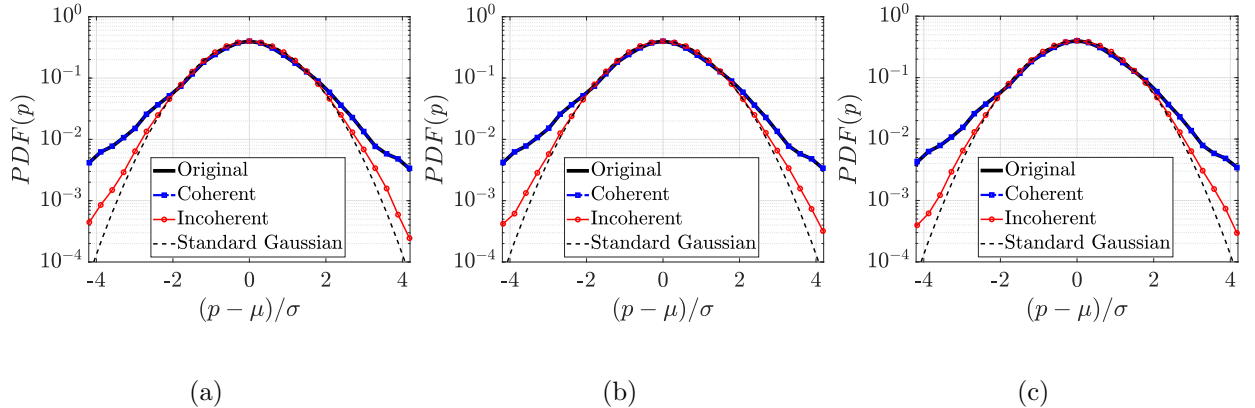 10^0
10^{-1}
10^{-2}
10^{-3}
10^{-4}
PDF(p)
Original
Coherent
Incoherent
Standard Gaussian
-4 -2 0 2 4
(p − μ)/σ
(a)
10^0
10^{-1}
10^{-2}
10^{-3}
10^{-4}
PDF(p)
Original
Coherent
Incoherent
Standard Gaussian
-4 -2 0 2 4
(p − μ)/σ
(b)
10^0
10^{-1}
10^{-2}
10^{-3}
10^{-4}
PDF(p)
Original
Coherent
Incoherent
Standard Gaussian
-4 -2 0 2 4
(p − μ)/σ
(c)